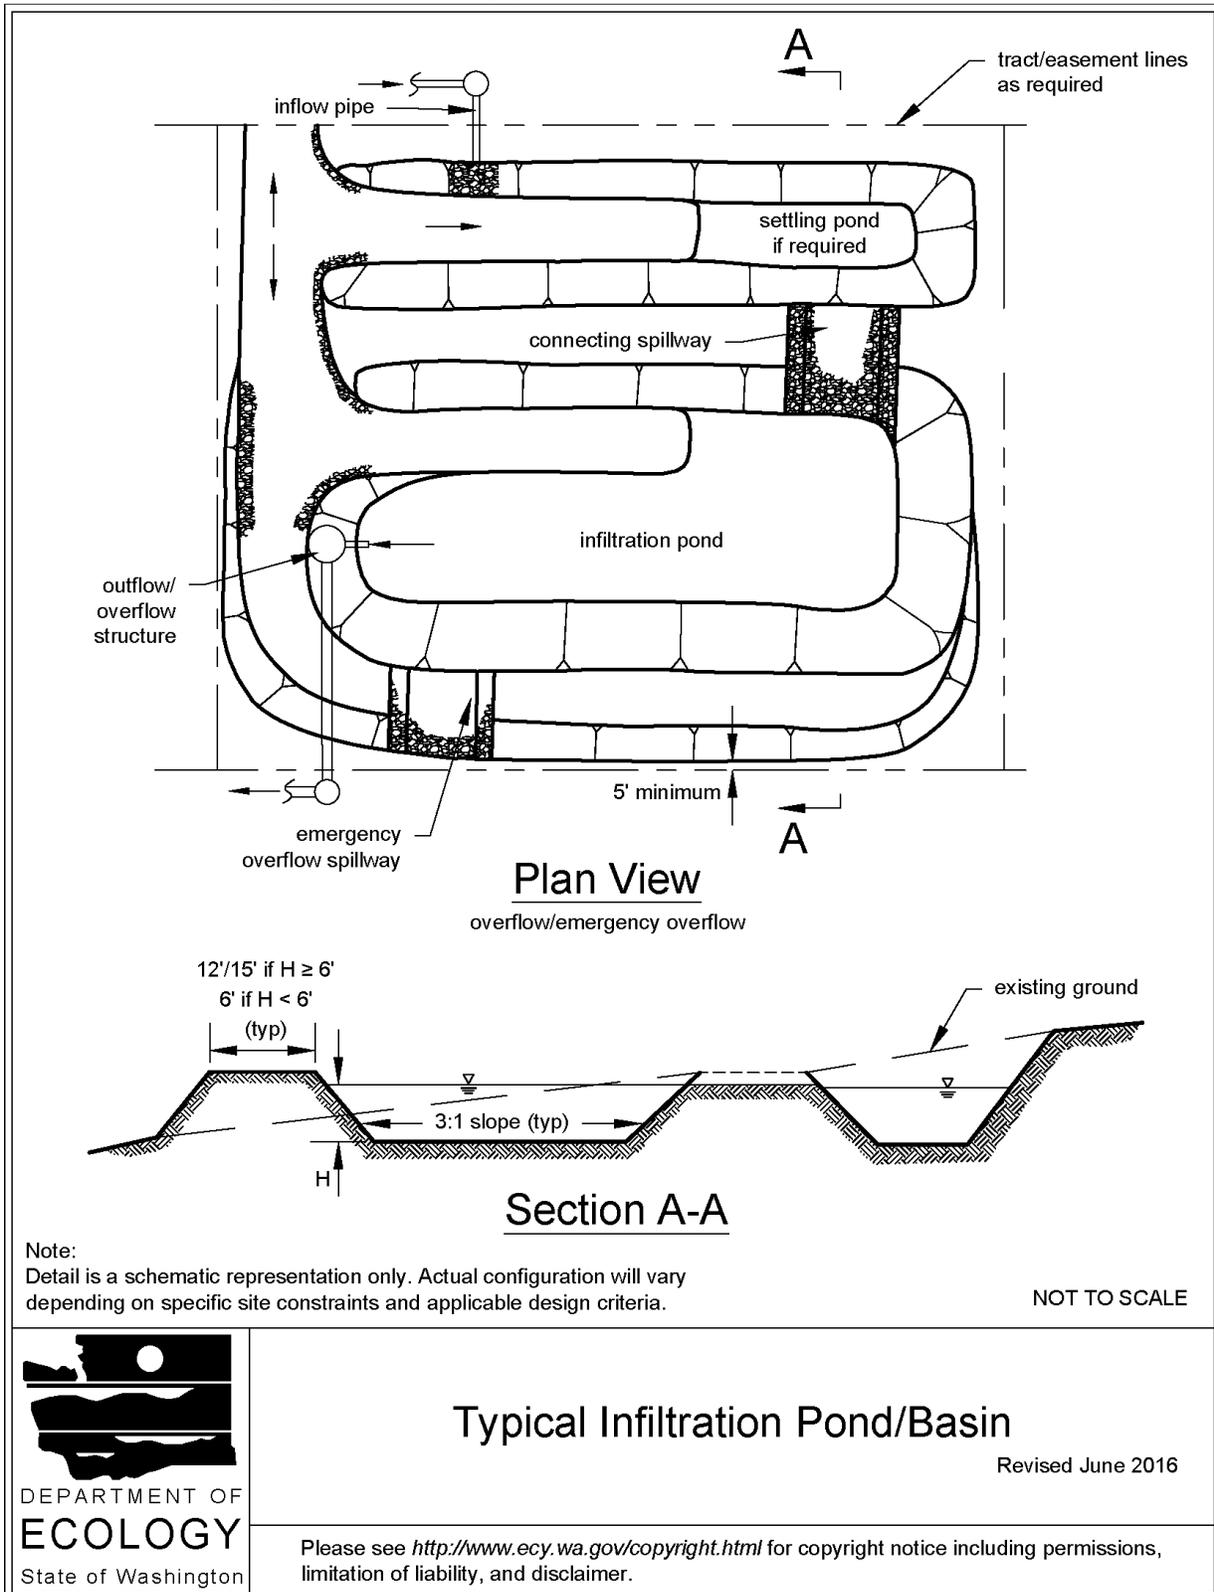 A
tract/easement lines
as required
inflow pipe
settling pond
if required
connecting spillway
infiltration pond
outflow/
overflow
structure
5' minimum
A
emergency
overflow spillway
Plan View
overflow/emergency overflow
12'/15' if H ≥ 6'
6' if H < 6'
(typ)
existing ground
3:1 slope (typ)
H
Section A-A
Note:
Detail is a schematic representation only. Actual configuration will vary
depending on specific site constraints and applicable design criteria.
NOT TO SCALE
DEPARTMENT OF
ECOLOGY
State of Washington
Typical Infiltration Pond/Basin
Revised June 2016
Please see http://www.ecy.wa.gov/copyright.html for copyright notice including permissions,
limitation of liability, and disclaimer.